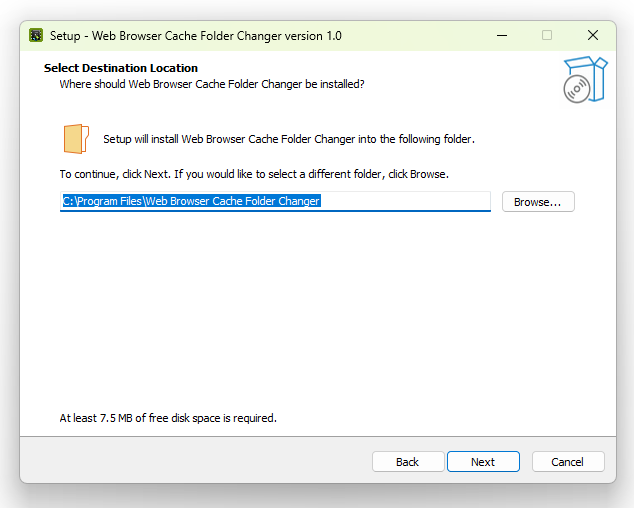 Setup - Web Browser Cache Folder Changer version 1.0
Select Destination Location
Where should Web Browser Cache Folder Changer be installed?
Setup will install Web Browser Cache Folder Changer into the following folder.
To continue, click Next. If you would like to select a different folder, click Browse.
C:\Program Files\Web Browser Cache Folder Changer
Browse...
At least 7.5 MB of free disk space is required.
Back
Next
Cancel